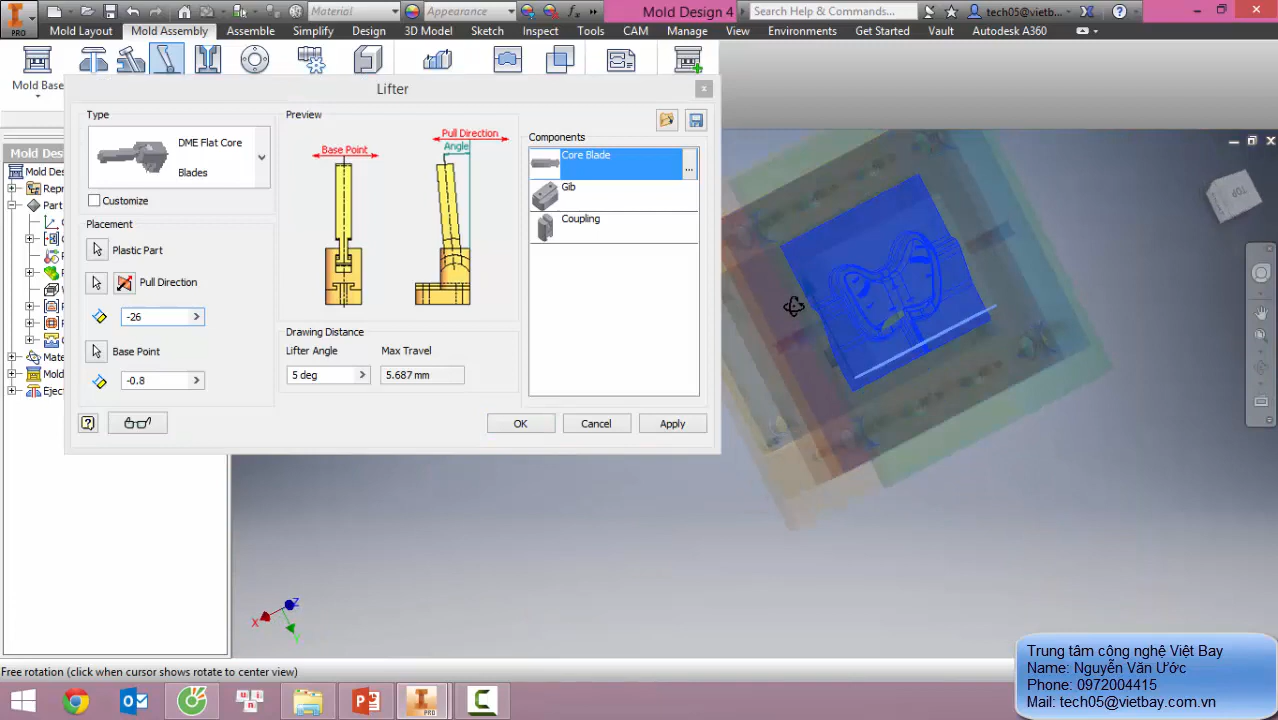 Material
Appearance
Mold Design 4
Search Help & Commands...
tech05@vietba...
PRO
Mold Layout
Mold Assembly
Assemble
Simplify
Design
3D Model
Sketch
Inspect
Tools
CAM
Manage
View
Environments
Get Started
Vault
Autodesk A360
Mold Base
Lifter
Type
DME Flat Core
Blades
Customize
Placement
Plastic Part
Pull Direction
-26
Base Point
-0.8
Preview
Base Point
Pull Direction
Angle
Drawing Distance
Lifter Angle
Max Travel
5 deg
5.687 mm
Components
Core Blade
...
Gib
Coupling
OK
Cancel
Apply
Mold Des
Mold Des
Repr
Part
Mate
Mold
Ejec
TOP
X
Y
Z
Free rotation (click when cursor shows rotate to center view)
Trung tâm công nghệ Việt Bay
Name: Nguyễn Văn Ước
Phone: 0972004415
Mail: tech05@vietbay.com.vn
PRO